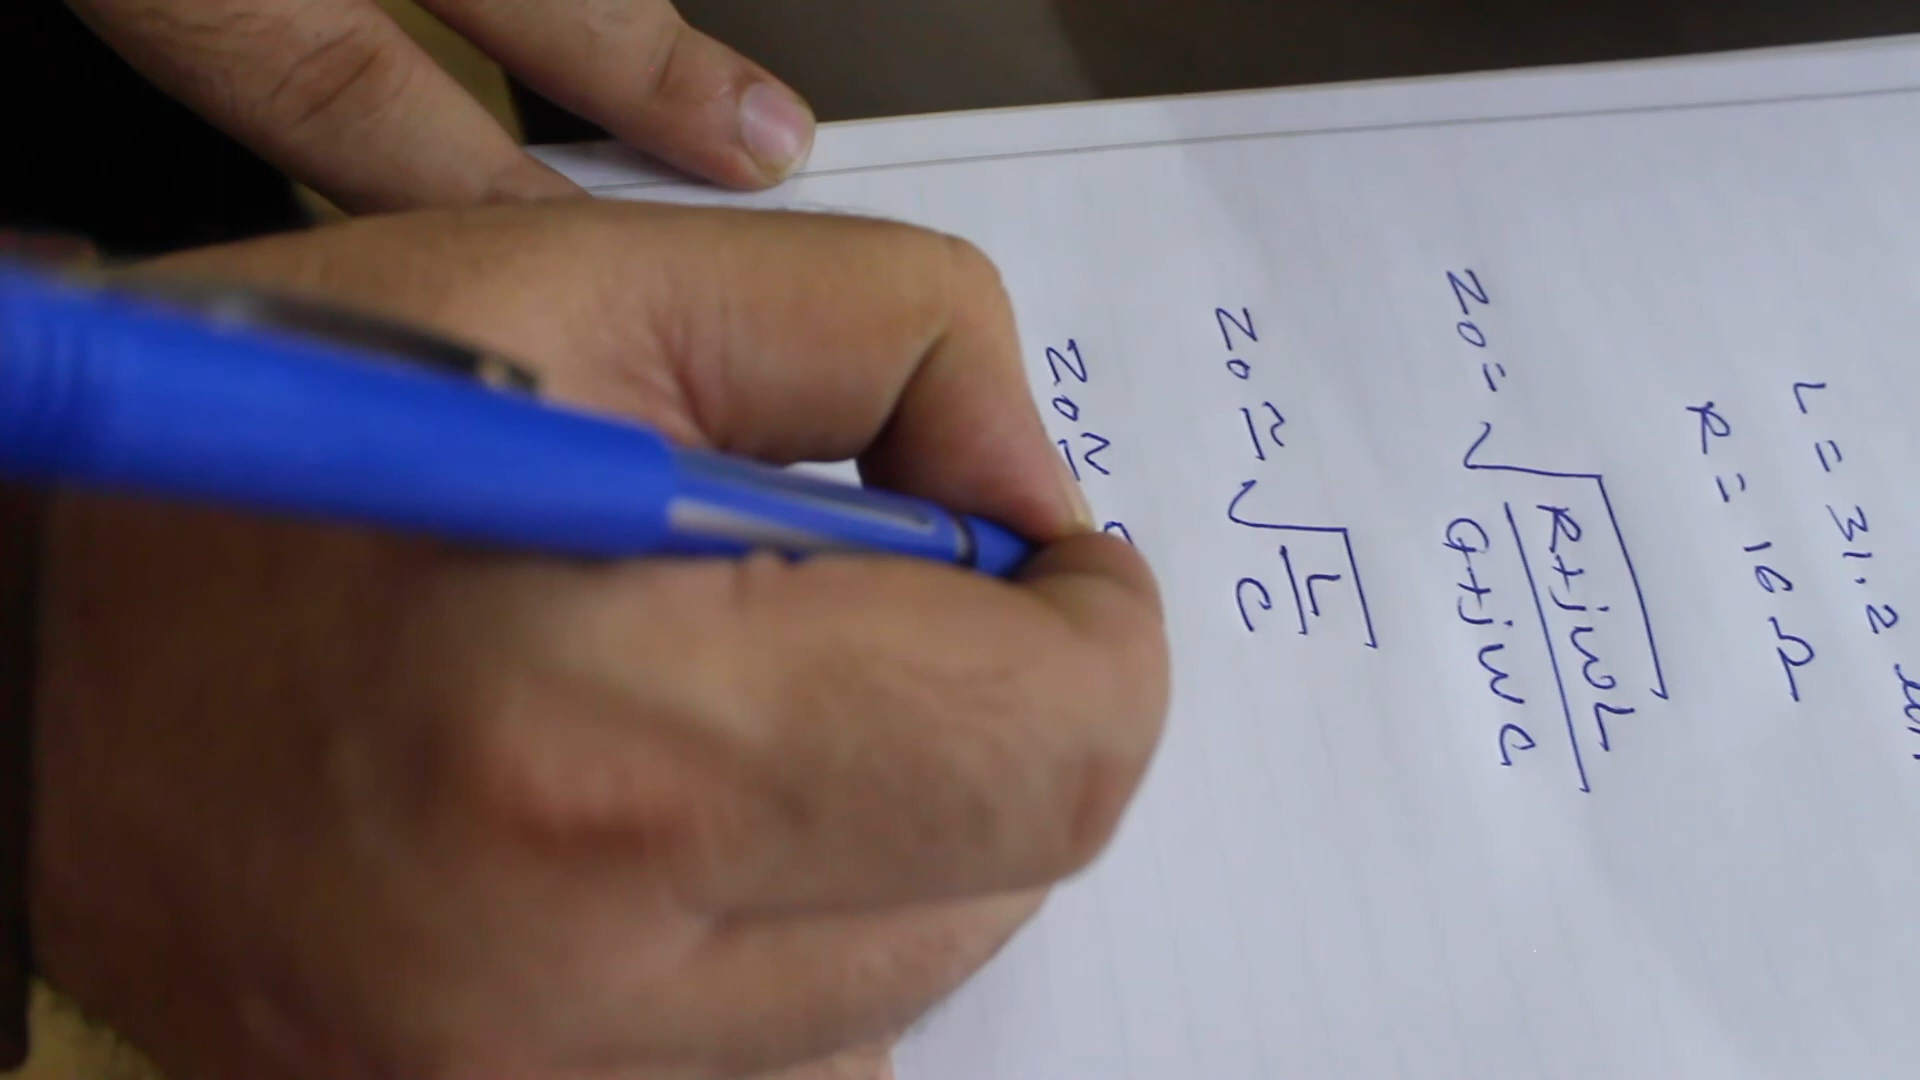 L = 31.2
R = 16 Ω
Zo = √(R+jωL / G+jωC)
Zo ≅ √(L / C)
Zo ≅